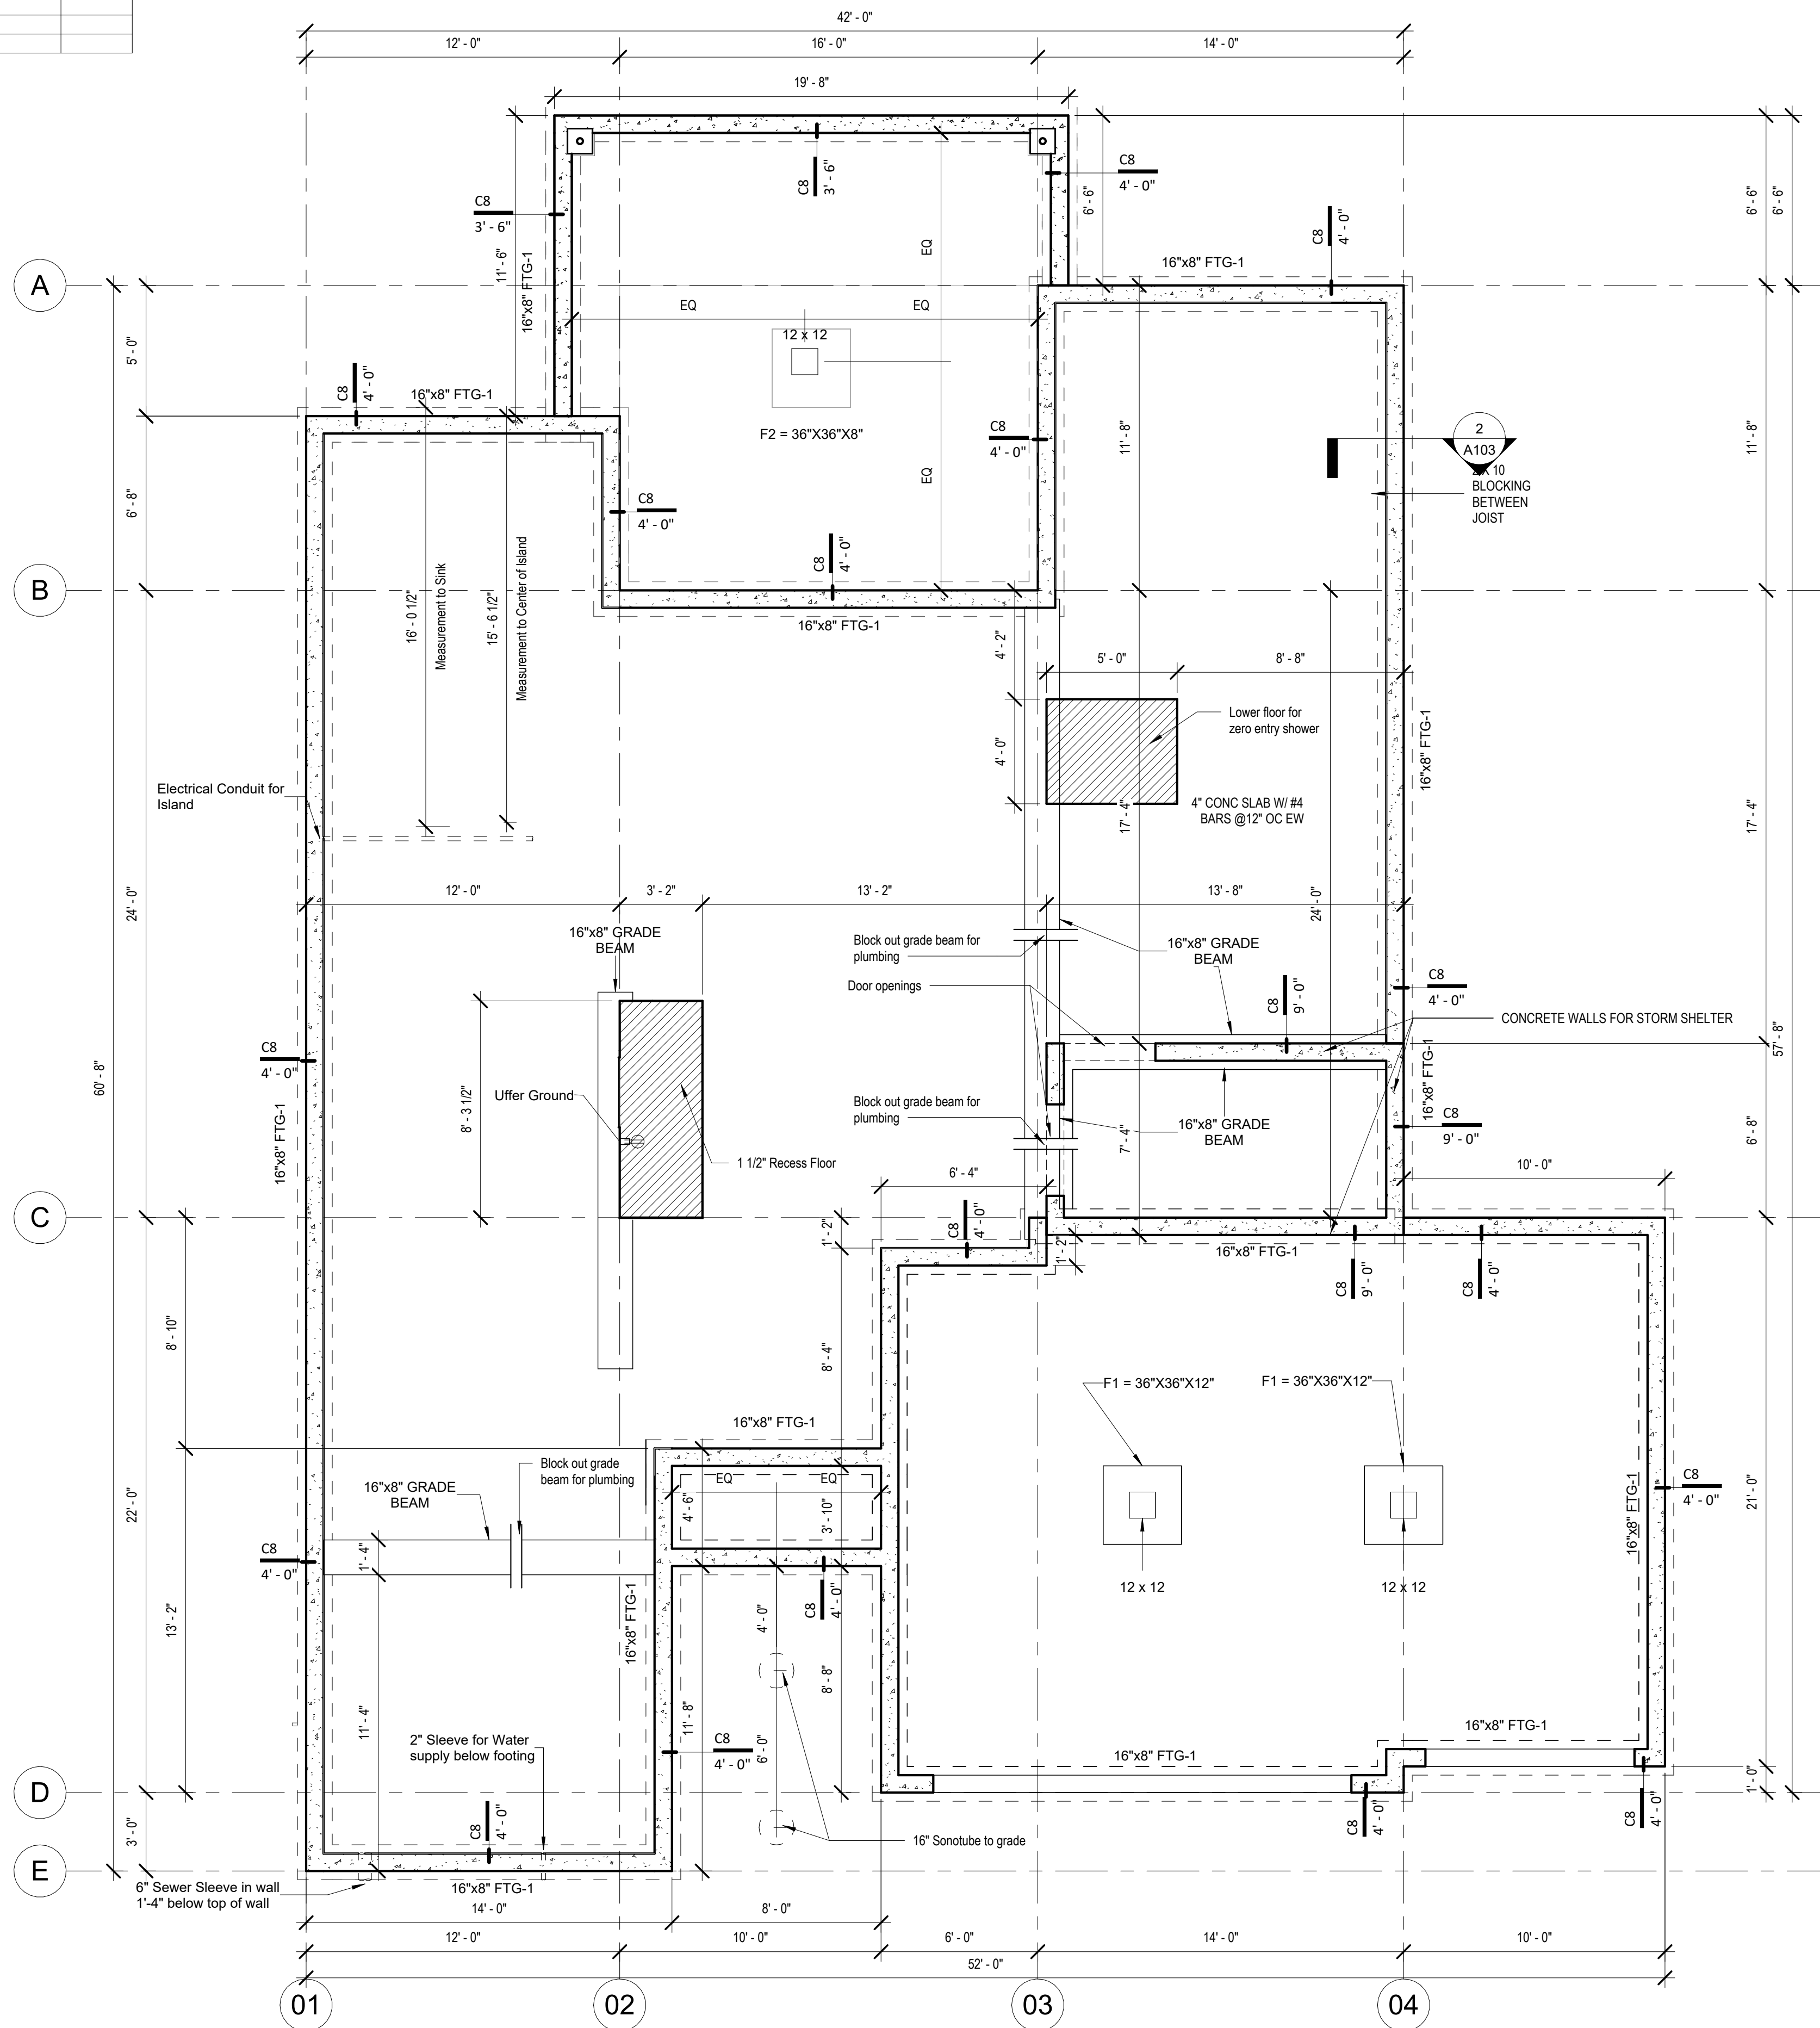 42' - 0"
12' - 0"
16' - 0"
14' - 0"
19' - 8"
C8
3' - 6"
C8
4' - 0"
6' - 6"
6' - 6"
6' - 6"
C8
3' - 6"
C8
4' - 0"
11' - 6"
16"x8" FTG-1
EQ
16"x8" FTG-1
A
EQ
EQ
12 x 12
5' - 0"
C8
4' - 0"
16"x8" FTG-1
F2 = 36"X36"X8"
C8
4' - 0"
11' - 8"
2
A103
10
BLOCKING
BETWEEN
JOIST
11' - 8"
EQ
6' - 8"
C8
4' - 0"
C8
4' - 0"
B
16' - 0 1/2"
Measurement to Sink
15' - 6 1/2"
Measurement to Center of Island
16"x8" FTG-1
4' - 2"
5' - 0"
8' - 8"
Lower floor for
zero entry shower
16"x8" FTG-1
4' - 0"
Electrical Conduit for
Island
17' - 4"
4" CONC SLAB W/ #4
BARS @12" OC EW
17' - 4"
24' - 0"
12' - 0"
3' - 2"
13' - 2"
13' - 8"
24' - 0"
16"x8" GRADE
BEAM
Block out grade beam for
plumbing
16"x8" GRADE
BEAM
Door openings
C8
9' - 0"
C8
4' - 0"
CONCRETE WALLS FOR STORM SHELTER
57' - 8"
60' - 8"
C8
4' - 0"
16"x8" FTG-1
16"x8" FTG-1
8' - 3 1/2"
Uffer Ground
Block out grade beam for
plumbing
7' - 4"
16"x8" GRADE
BEAM
C8
9' - 0"
6' - 8"
1 1/2" Recess Floor
6' - 4"
10' - 0"
C
1' - 2"
C8
4' - 0"
1' - 2"
16"x8" FTG-1
C8
9' - 0"
C8
4' - 0"
8' - 10"
8' - 4"
F1 = 36"X36"X12"
F1 = 36"X36"X12"
16"x8" FTG-1
Block out grade
beam for plumbing
16"x8" GRADE
BEAM
EQ
EQ
4' - 6"
3' - 10"
22' - 0"
16"x8" FTG-1
C8
4' - 0"
21' - 0"
C8
4' - 0"
1' - 4"
12 x 12
12 x 12
16"x8" FTG-1
C8
4' - 0"
4' - 0"
13' - 2"
8' - 8"
11' - 4"
11' - 8"
2" Sleeve for Water
supply below footing
C8
4' - 0"
6' - 0"
16"x8" FTG-1
16"x8" FTG-1
D
1' - 0"
C8
4' - 0"
C8
4' - 0"
C8
4' - 0"
3' - 0"
16" Sonotube to grade
E
6" Sewer Sleeve in wall
1'-4" below top of wall
16"x8" FTG-1
14' - 0"
8' - 0"
12' - 0"
10' - 0"
6' - 0"
14' - 0"
10' - 0"
52' - 0"
01
02
03
04